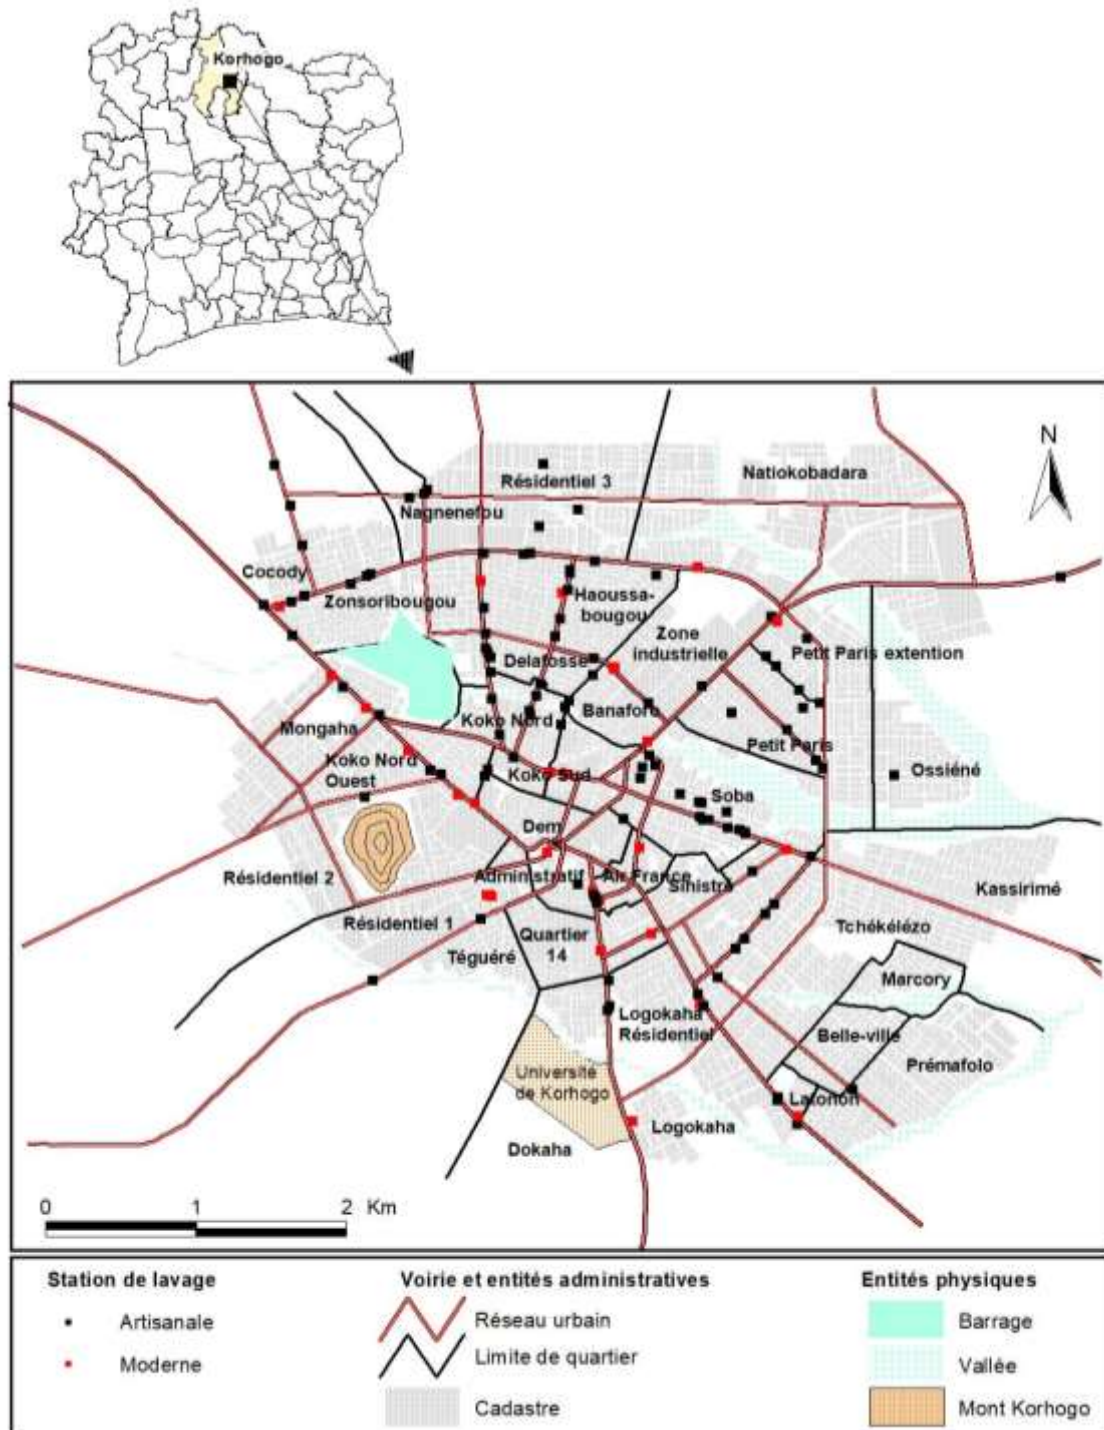 Korhogo
N
Résidentiel 3
Natiokobadara
Nagnenefou
Cocody
Zonsoribougou
Haoussa-
bougou
Zone
industrielle
Petit Paris extention
Delafosse
Koko Nord
Banaforo
Mongaha
Petit Paris
Koko Nord
Ouest
Koko Sud
Ossiéné
Soba
Dem
Résidentiel 2
Administratif
Air France
Sinistré
Kassirimé
Résidentiel 1
Tchékélézo
Quartier
14
Téguéré
Marcory
Logokaha
Résidentiel
Belle-ville
Prémafolo
Université
de Korhogo
Latonon
Logokaha
Dokaha
0 1 2 Km
Station de lavage
Artisanale
Moderne
Voirie et entités administratives
Réseau urbain
Limite de quartier
Cadastre
Entités physiques
Barrage
Vallée
Mont Korhogo